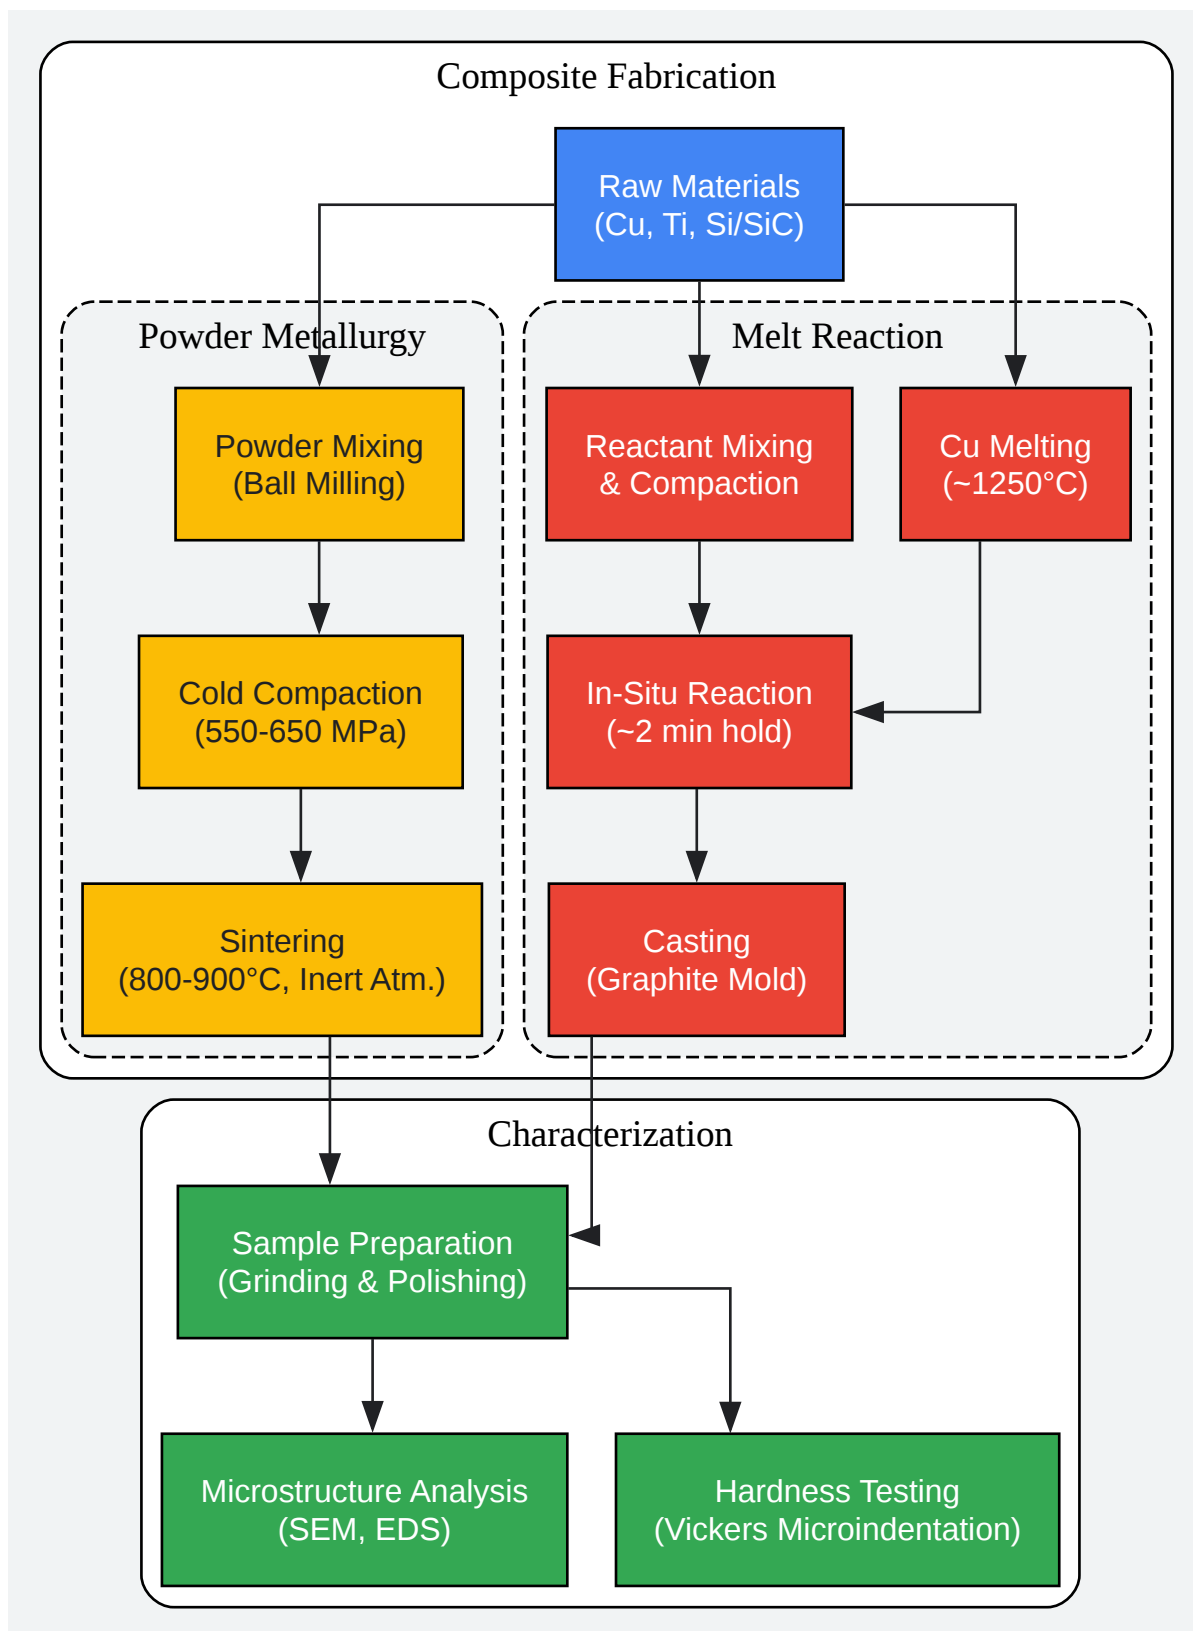 Composite Fabrication
Raw Materials
(Cu, Ti, Si/SiC)
Powder Metallurgy
Melt Reaction
Powder Mixing
(Ball Milling)
Reactant Mixing
& Compaction
Cu Melting
(~1250°C)
Cold Compaction
(550-650 MPa)
In-Situ Reaction
(~2 min hold)
Sintering
(800-900°C, Inert Atm.)
Casting
(Graphite Mold)
Characterization
Sample Preparation
(Grinding & Polishing)
Microstructure Analysis
(SEM, EDS)
Hardness Testing
(Vickers Microindentation)